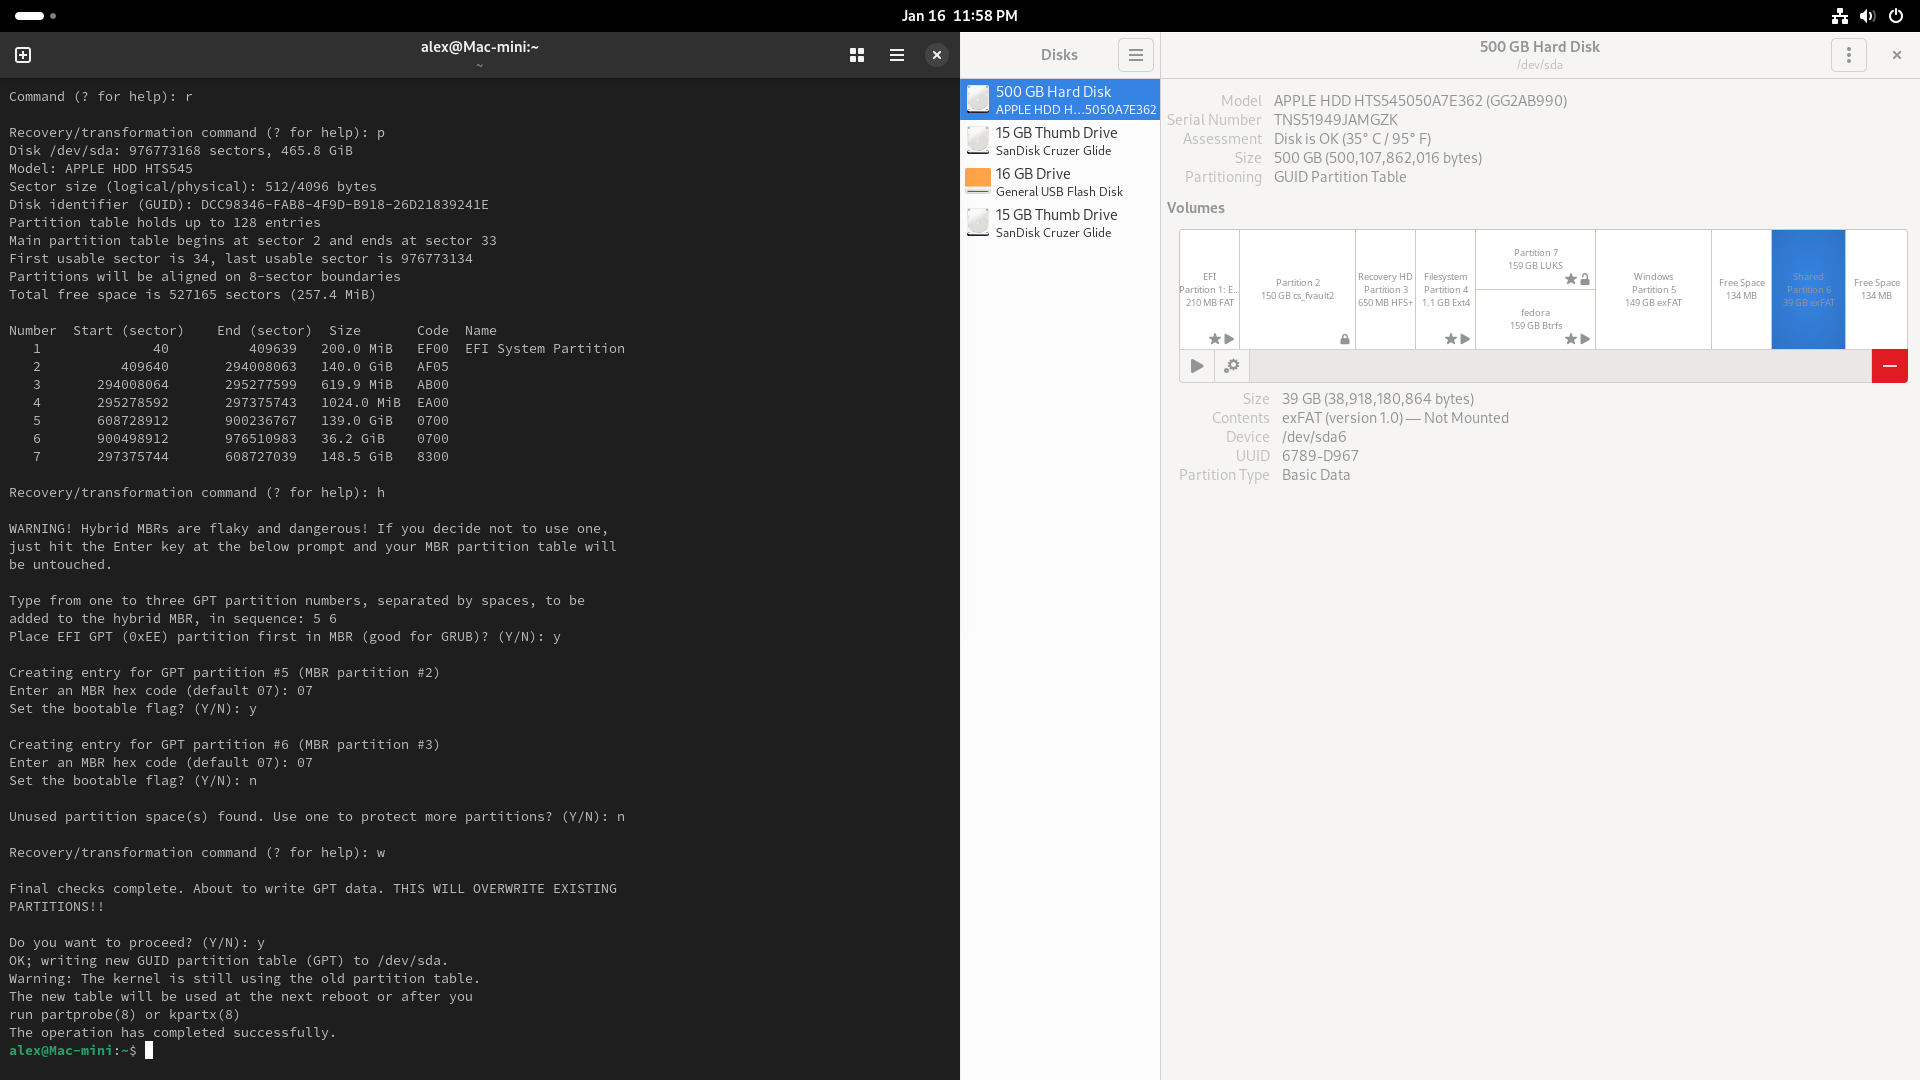 Jan 16  11:58 PM
alex@Mac-mini:~
~
Command (? for help): r
Recovery/transformation command (? for help): p
Disk /dev/sda: 976773168 sectors, 465.8 GiB
Model: APPLE HDD HTS545
Sector size (logical/physical): 512/4096 bytes
Disk identifier (GUID): DCC98346-FAB8-4F9D-B918-26D21839241E
Partition table holds up to 128 entries
Main partition table begins at sector 2 and ends at sector 33
First usable sector is 34, last usable sector is 976773134
Partitions will be aligned on 8-sector boundaries
Total free space is 527165 sectors (257.4 MiB)
Number  Start (sector)    End (sector)  Size       Code  Name
   1              40          409639   200.0 MiB   EF00  EFI System Partition
   2          409640       294008063   140.0 GiB   AF05
   3       294008064       295277599   619.9 MiB   AB00
   4       295278592       297375743   1024.0 MiB  EA00
   5       608728912       900236767   139.0 GiB   0700
   6       900498912       976510983   36.2 GiB    0700
   7       297375744       608727039   148.5 GiB   8300
Recovery/transformation command (? for help): h
WARNING! Hybrid MBRs are flaky and dangerous! If you decide not to use one,
just hit the Enter key at the below prompt and your MBR partition table will
be untouched.
Type from one to three GPT partition numbers, separated by spaces, to be
added to the hybrid MBR, in sequence: 5 6
Place EFI GPT (0xEE) partition first in MBR (good for GRUB)? (Y/N): y
Creating entry for GPT partition #5 (MBR partition #2)
Enter an MBR hex code (default 07): 07
Set the bootable flag? (Y/N): y
Creating entry for GPT partition #6 (MBR partition #3)
Enter an MBR hex code (default 07): 07
Set the bootable flag? (Y/N): n
Unused partition space(s) found. Use one to protect more partitions? (Y/N): n
Recovery/transformation command (? for help): w
Final checks complete. About to write GPT data. THIS WILL OVERWRITE EXISTING
PARTITIONS!!
Do you want to proceed? (Y/N): y
OK; writing new GUID partition table (GPT) to /dev/sda.
Warning: The kernel is still using the old partition table.
The new table will be used at the next reboot or after you
run partprobe(8) or kpartx(8)
The operation has completed successfully.
alex@Mac-mini:~$
Disks
500 GB Hard Disk
APPLE HDD H…5050A7E362
15 GB Thumb Drive
SanDisk Cruzer Glide
16 GB Drive
General USB Flash Disk
15 GB Thumb Drive
SanDisk Cruzer Glide
500 GB Hard Disk
/dev/sda
Model APPLE HDD HTS545050A7E362 (GG2AB990)
Serial Number TNS51949JAMGZK
Assessment Disk is OK (35° C / 95° F)
Size 500 GB (500,107,862,016 bytes)
Partitioning GUID Partition Table
Volumes
EFI
Partition 1: E…
210 MB FAT
Partition 2
150 GB cs_fvault2
Recovery HD
Partition 3
650 MB HFS+
Filesystem
Partition 4
1.1 GB Ext4
Partition 7
159 GB LUKS
fedora
159 GB Btrfs
Windows
Partition 5
149 GB exFAT
Free Space
134 MB
Shared
Partition 6
39 GB exFAT
Free Space
134 MB
Size 39 GB (38,918,180,864 bytes)
Contents exFAT (version 1.0) — Not Mounted
Device /dev/sda6
UUID 6789-D967
Partition Type Basic Data